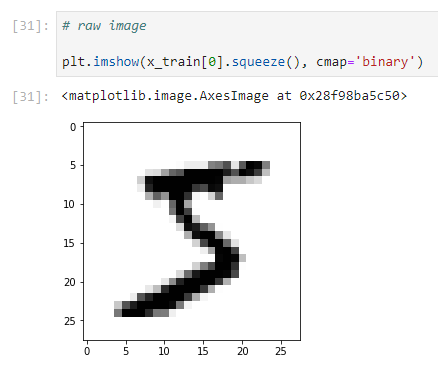 [31]: # raw image
plt.imshow(x_train[0].squeeze(), cmap='binary')
[31]: <matplotlib.image.AxesImage at 0x28f98ba5c50>
0
5
10
15
20
25
5
0 5 10 15 20 25